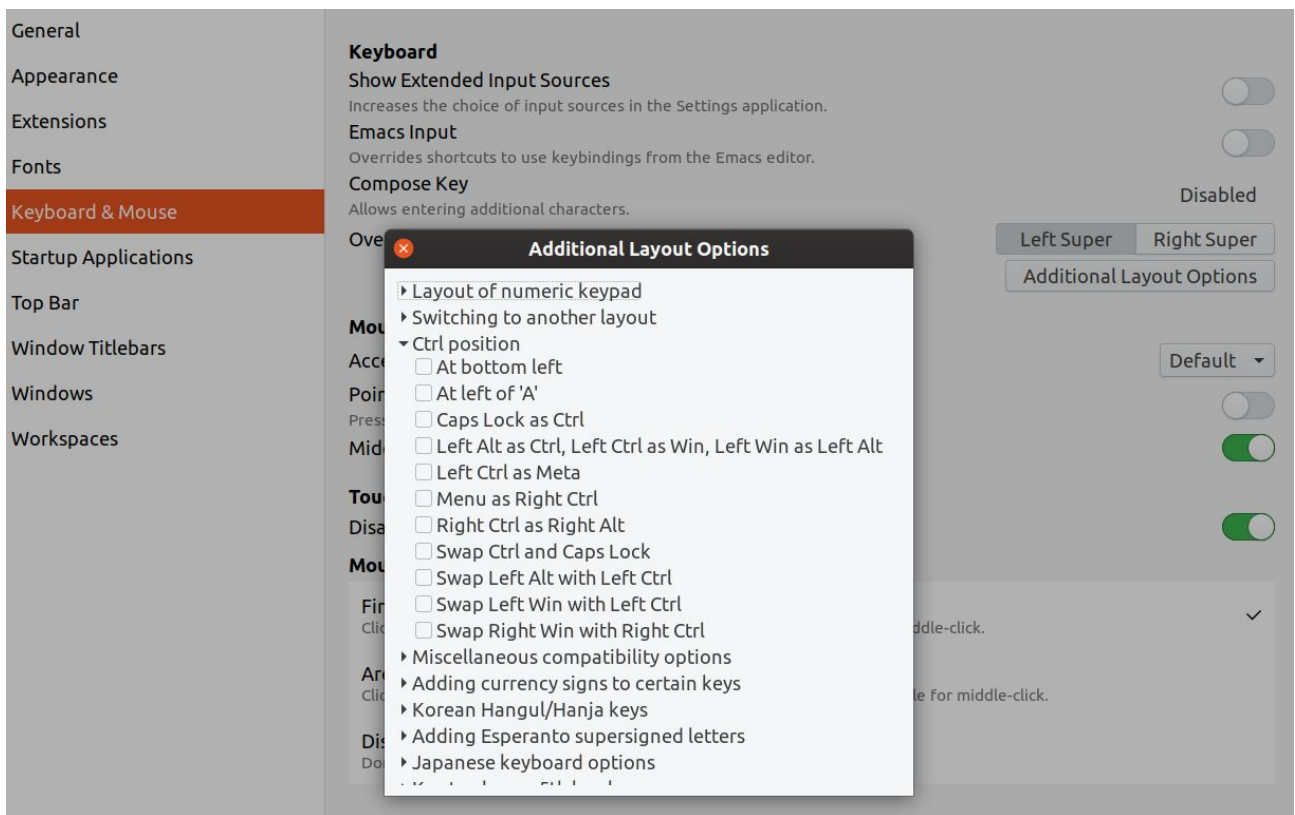 General
Appearance
Extensions
Fonts
Keyboard & Mouse
Startup Applications
Top Bar
Window Titlebars
Windows
Workspaces
Keyboard
Show Extended Input Sources
Increases the choice of input sources in the Settings application.
Emacs Input
Overrides shortcuts to use keybindings from the Emacs editor.
Compose Key
Disabled
Allows entering additional characters.
Ove
Left Super
Right Super
Additional Layout Options
Mou
Acce
Default
Poin
Press
Mid
Tou
Disa
Mou
Fin
Clic
ddle-click.
Are
Clic
le for middle-click.
Dis
Don
Additional Layout Options
Layout of numeric keypad
Switching to another layout
Ctrl position
At bottom left
At left of 'A'
Caps Lock as Ctrl
Left Alt as Ctrl, Left Ctrl as Win, Left Win as Left Alt
Left Ctrl as Meta
Menu as Right Ctrl
Right Ctrl as Right Alt
Swap Ctrl and Caps Lock
Swap Left Alt with Left Ctrl
Swap Left Win with Left Ctrl
Swap Right Win with Right Ctrl
Miscellaneous compatibility options
Adding currency signs to certain keys
Korean Hangul/Hanja keys
Adding Esperanto supersigned letters
Japanese keyboard options